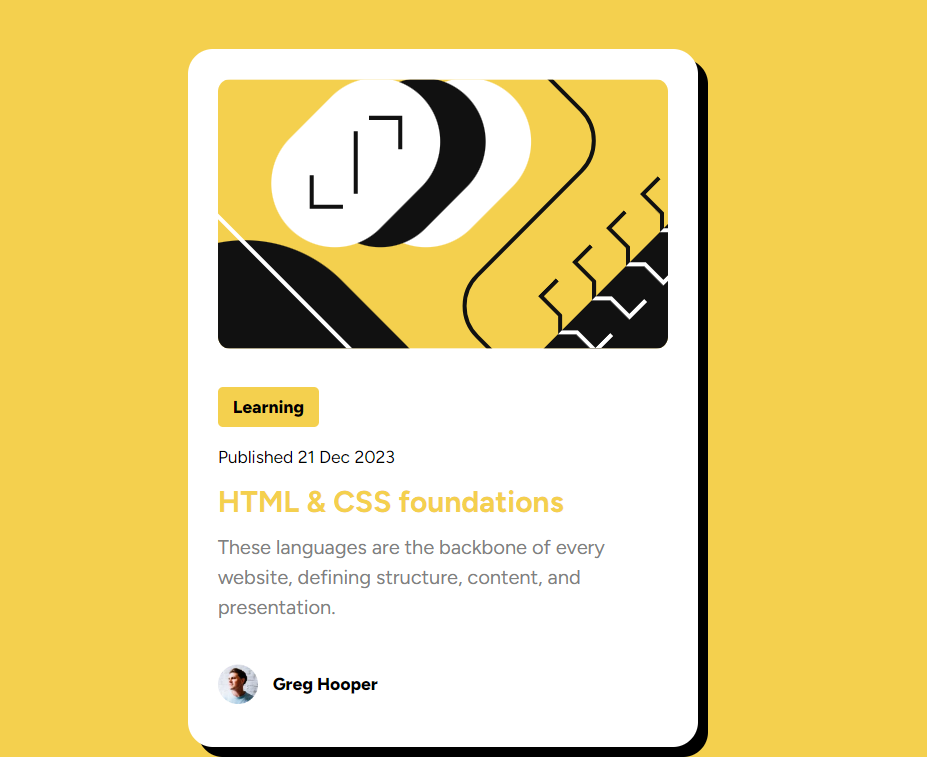 Learning
Published 21 Dec 2023
HTML & CSS foundations
These languages are the backbone of every
website, defining structure, content, and
presentation.
Greg Hooper